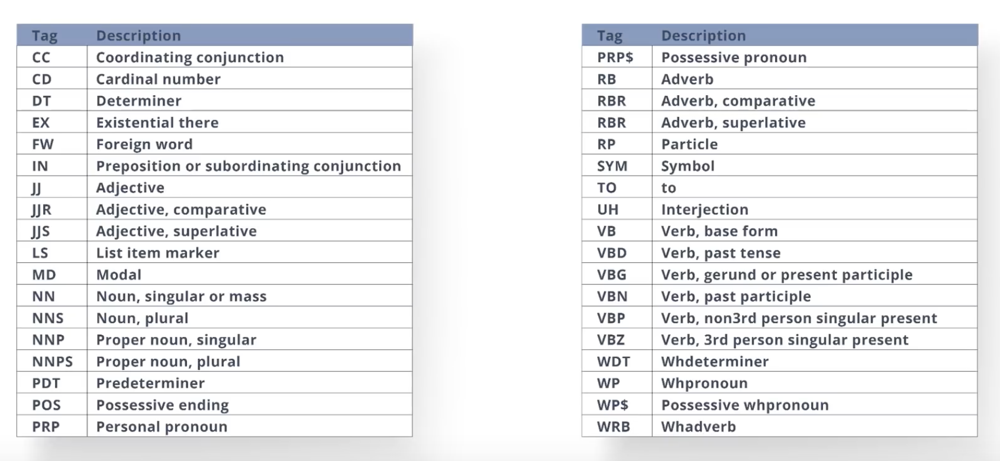 Tag Description
CC Coordinating conjunction
CD Cardinal number
DT Determiner
EX Existential there
FW Foreign word
IN Preposition or subordinating conjunction
JJ Adjective
JJR Adjective, comparative
JJS Adjective, superlative
LS List item marker
MD Modal
NN Noun, singular or mass
NNS Noun, plural
NNP Proper noun, singular
NNPS Proper noun, plural
PDT Predeterminer
POS Possessive ending
PRP Personal pronoun
Tag Description
PRP$ Possessive pronoun
RB Adverb
RBR Adverb, comparative
RBR Adverb, superlative
RP Particle
SYM Symbol
TO to
UH Interjection
VB Verb, base form
VBD Verb, past tense
VBG Verb, gerund or present participle
VBN Verb, past participle
VBP Verb, non3rd person singular present
VBZ Verb, 3rd person singular present
WDT Whdeterminer
WP Whpronoun
WP$ Possessive whpronoun
WRB Whadverb